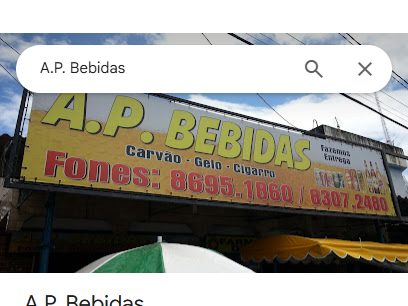 A.P. Bebidas
A.P. BEBIDAS
Fazemos
Entrega
Carvão - Gelo - Cigarro
Fones: 8695.1860 / 8307.2480
A.P. Bebidas